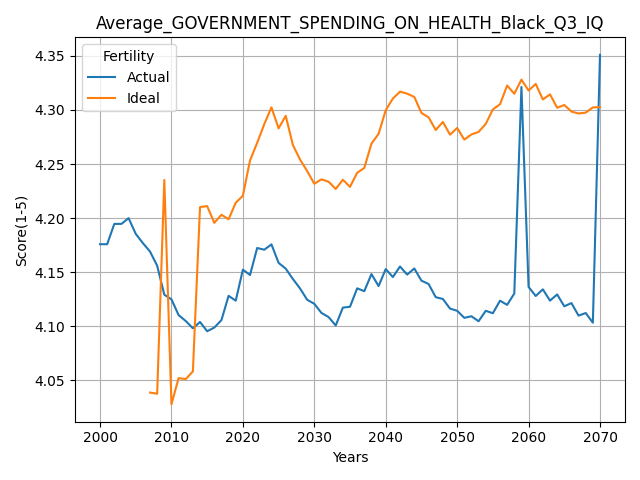 Average_GOVERNMENT_SPENDING_ON_HEALTH_Black_Q3_IQ
Fertility
Actual
Ideal
Score(1-5)
4.35
4.30
4.25
4.20
4.15
4.10
4.05
2000 2010 2020 2030 2040 2050 2060 2070
Years